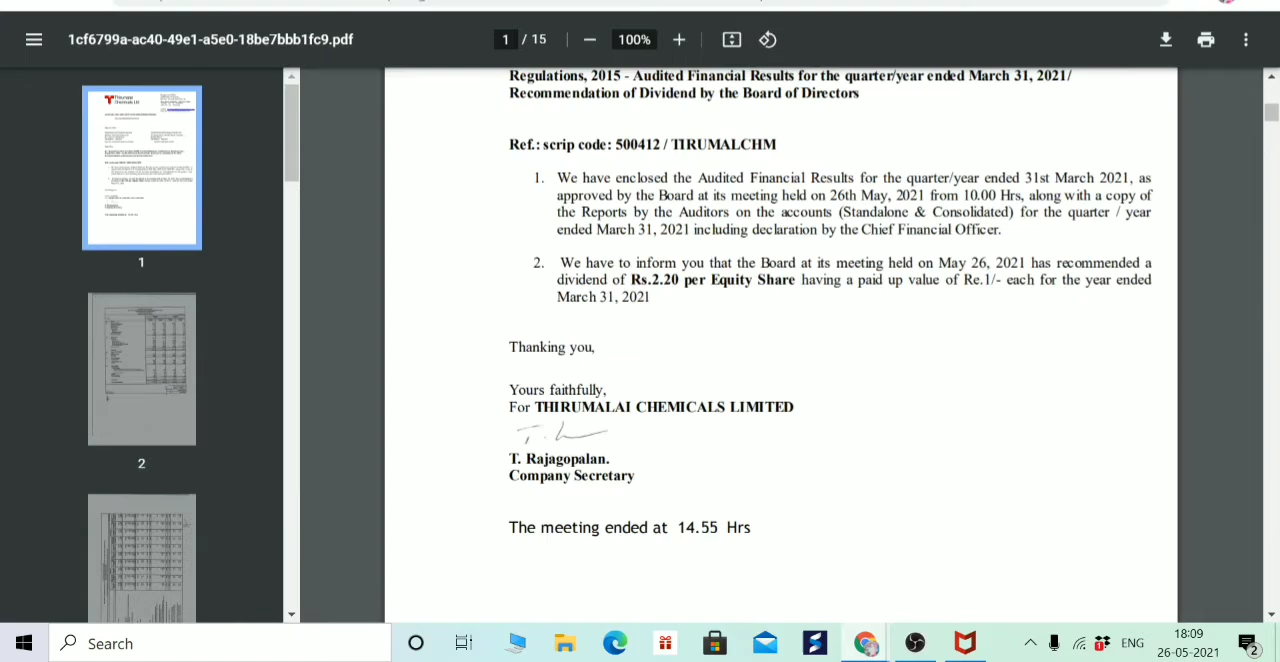 1cf6799a-ac40-49e1-a5e0-18be7bbb1fc9.pdf
1 / 15
100%
Regulations, 2015 - Audited Financial Results for the quarter/year ended March 31, 2021/
Recommendation of Dividend by the Board of Directors
Ref.: scrip code: 500412 / TIRUMALCHM
1. We have enclosed the Audited Financial Results for the quarter/year ended 31st March 2021, as
approved by the Board at its meeting held on 26th May, 2021 from 10.00 Hrs, along with a copy of
the Reports by the Auditors on the accounts (Standalone & Consolidated) for the quarter / year
ended March 31, 2021 including declaration by the Chief Financial Officer.
2. We have to inform you that the Board at its meeting held on May 26, 2021 has recommended a
dividend of Rs.2.20 per Equity Share having a paid up value of Re.1/- each for the year ended
March 31, 2021
Thanking you,
Yours faithfully,
For THIRUMALAI CHEMICALS LIMITED
T. Rajagopalan.
Company Secretary
The meeting ended at 14.55 Hrs
Thirumalai
Chemicals Ltd
1
2
Search
ENG
18:09
26-05-2021
2